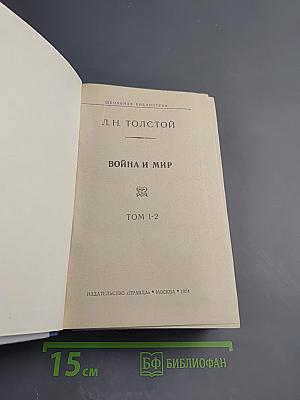 ШКОЛЬНАЯ БИБЛИОТЕКА
Л. Н. ТОЛСТОЙ
ВОЙНА И МИР
ТОМ 1-2
ИЗДАТЕЛЬСТВО «ПРАВДА» • МОСКВА • 1974
15 см
БФ БИБЛИОФАН